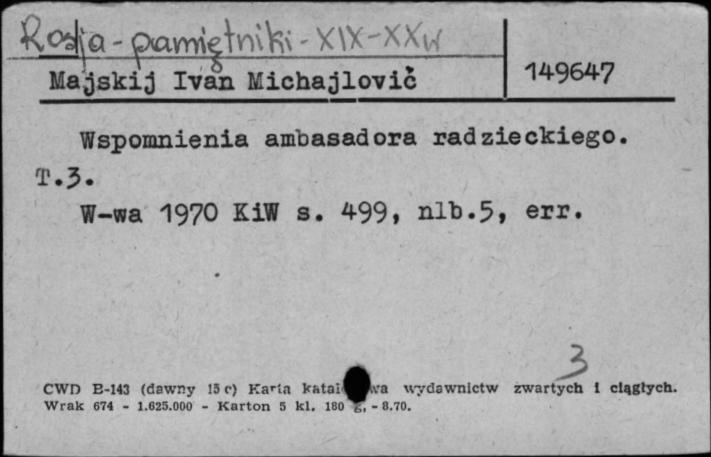 Rosja - pamiętniki - XIX-XXw
Majskij Ivan Michajlovič
149647
Wspomnienia ambasadora radzieckiego.
T.3.
W-wa 1970 KiW s. 499, nlb.5, err.
3
CWD B-143 (dawny 15 c) Karta katal wa wydawnictw zwartych i ciągłych.
Wrak 674 - 1.625.000 - Karton 5 kl. 180 g. - 8.70.